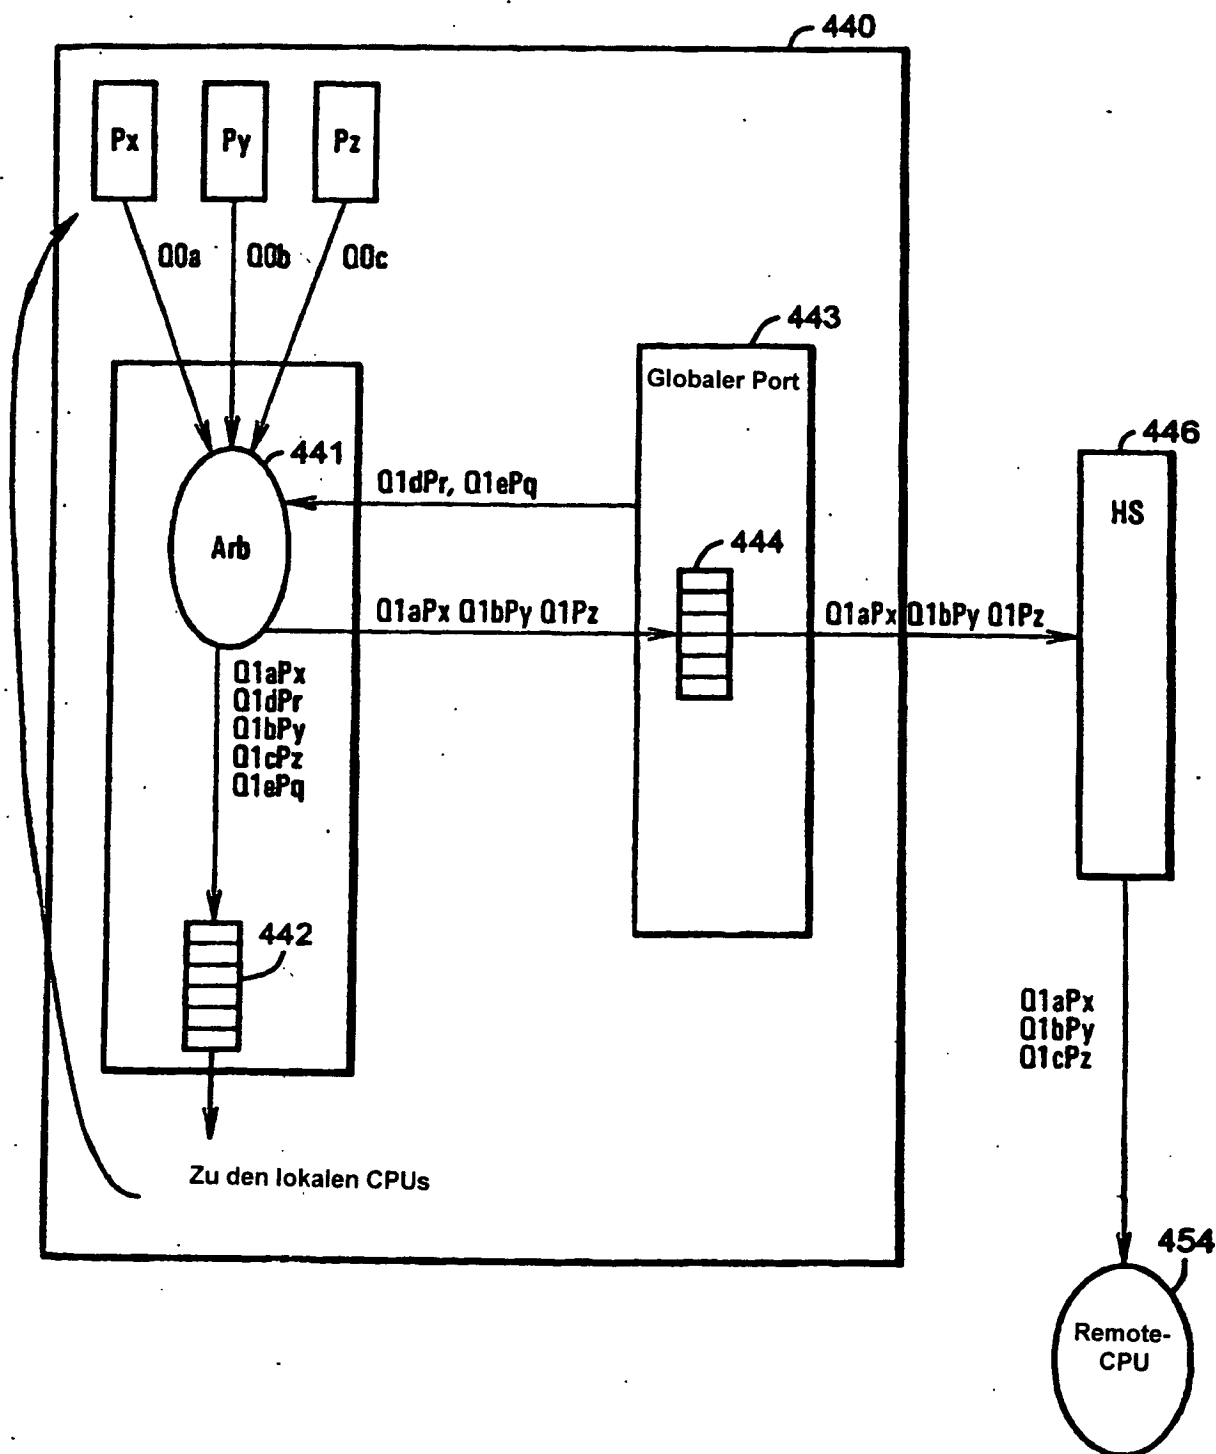 440
Px Py Pz
Q0a Q0b Q0c
443
Globaler Port
446
HS
441
Arb
Q1dPr, Q1ePq
444
Q1aPx Q1bPy Q1Pz
Q1aPx Q1bPy Q1Pz
Q1aPx
Q1dPr
Q1bPy
Q1cPz
Q1ePq
442
Zu den lokalen CPUs
Q1aPx
Q1bPy
Q1cPz
454
Remote-
CPU